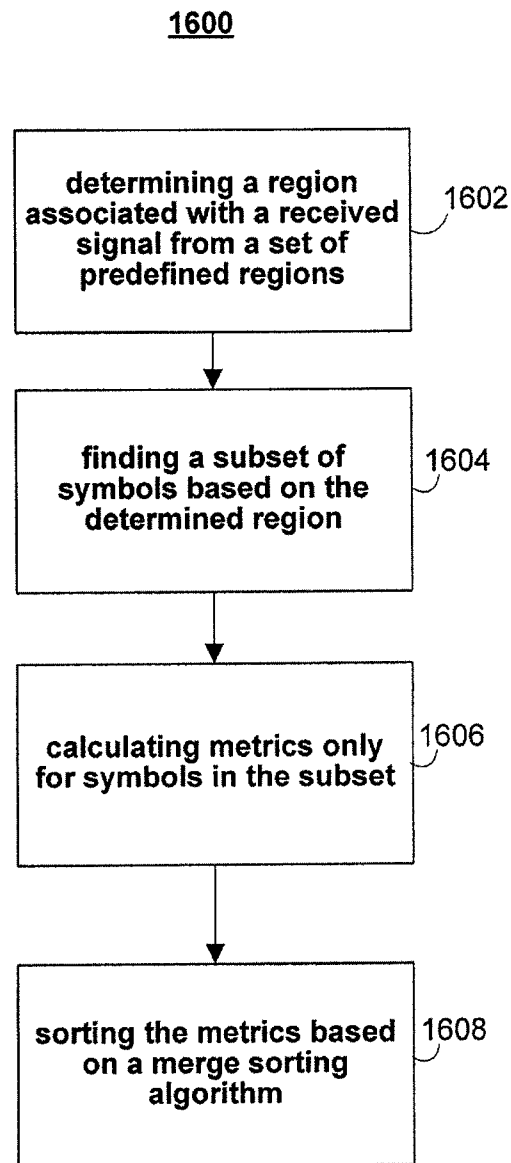 1600
determining a region
associated with a received
signal from a set of
predefined regions
1602
finding a subset of
symbols based on the
determined region
1604
calculating metrics only
for symbols in the subset
1606
sorting the metrics based
on a merge sorting
algorithm
1608